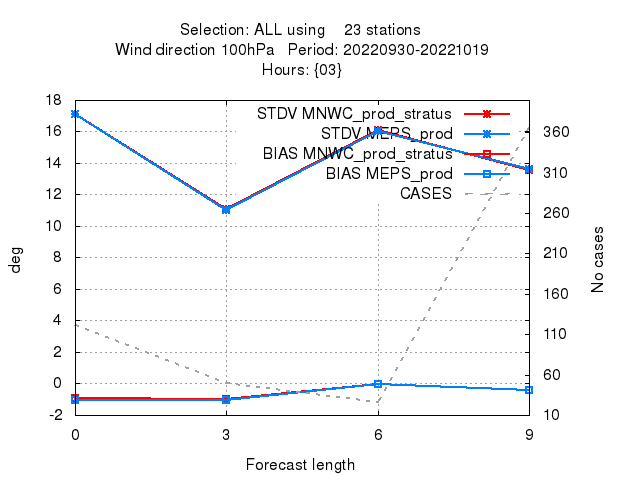 Selection: ALL using 23 stations
Wind direction 100hPa Period: 20220930-20221019
Hours: {03}
STDV MNWC_prod_stratus
STDV MEPS_prod
BIAS MNWC_prod_stratus
BIAS MEPS_prod
CASES
deg
18
16
14
12
10
8
6
4
2
0
-2
No cases
360
310
260
210
160
110
60
10
0 3 6 9
Forecast length